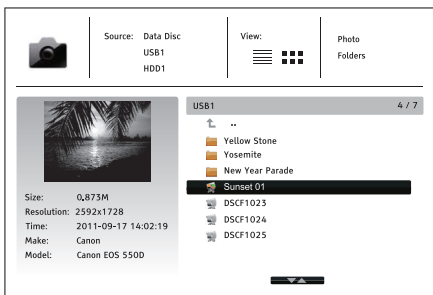 Source: Data Disc
USB1
HDD1
View:
Photo
Folders
USB1 4 / 7
..
Yellow Stone
Yosemite
New Year Parade
Sunset 01
DSCF1023
DSCF1024
DSCF1025
Size: 0.873M
Resolution: 2592x1728
Time: 2011-09-17 14:02:19
Make: Canon
Model: Canon EOS 550D